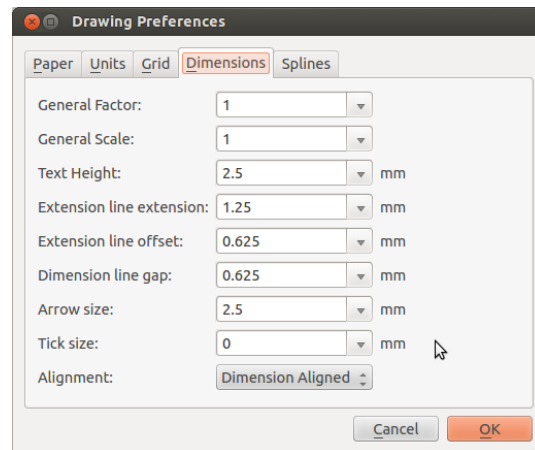 Drawing Preferences
Paper Units Grid Dimensions Splines
General Factor: 1
General Scale: 1
Text Height: 2.5 mm
Extension line extension: 1.25 mm
Extension line offset: 0.625 mm
Dimension line gap: 0.625 mm
Arrow size: 2.5 mm
Tick size: 0 mm
Alignment: Dimension Aligned
Cancel OK